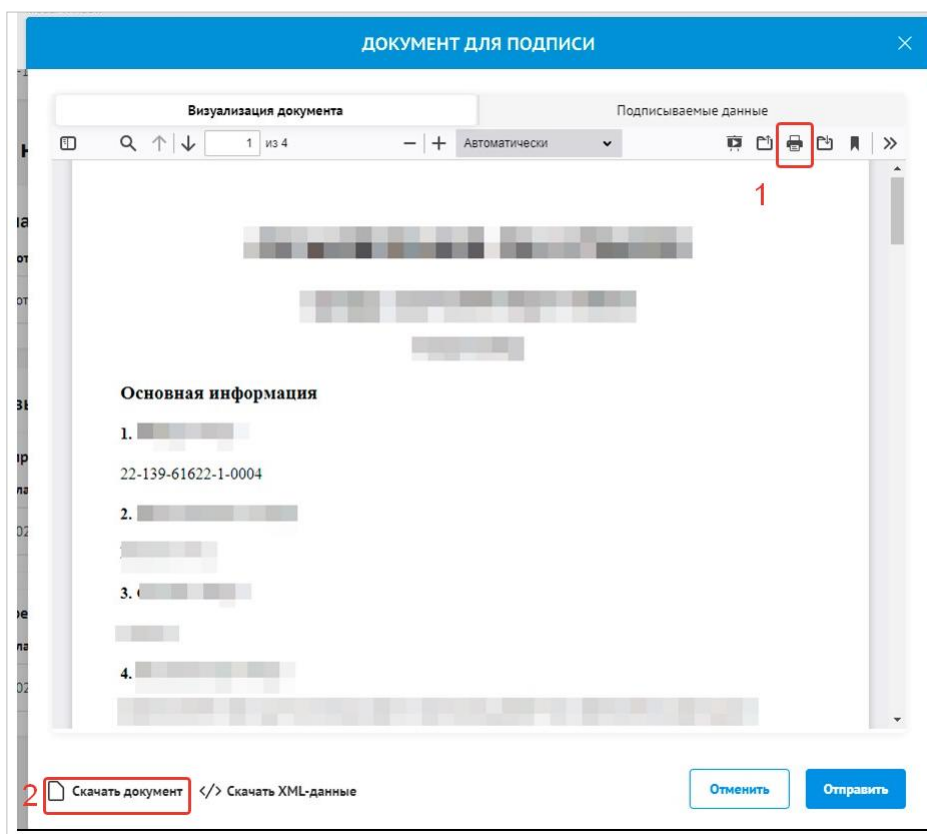 ДОКУМЕНТ ДЛЯ ПОДПИСИ
Визуализация документа Подписываемые данные
1 из 4 Автоматически
1
Основная информация
1.
22-139-61622-1-0004
2.
3.
4.
2 Скачать документ </> Скачать XML-данные Отменить Отправить